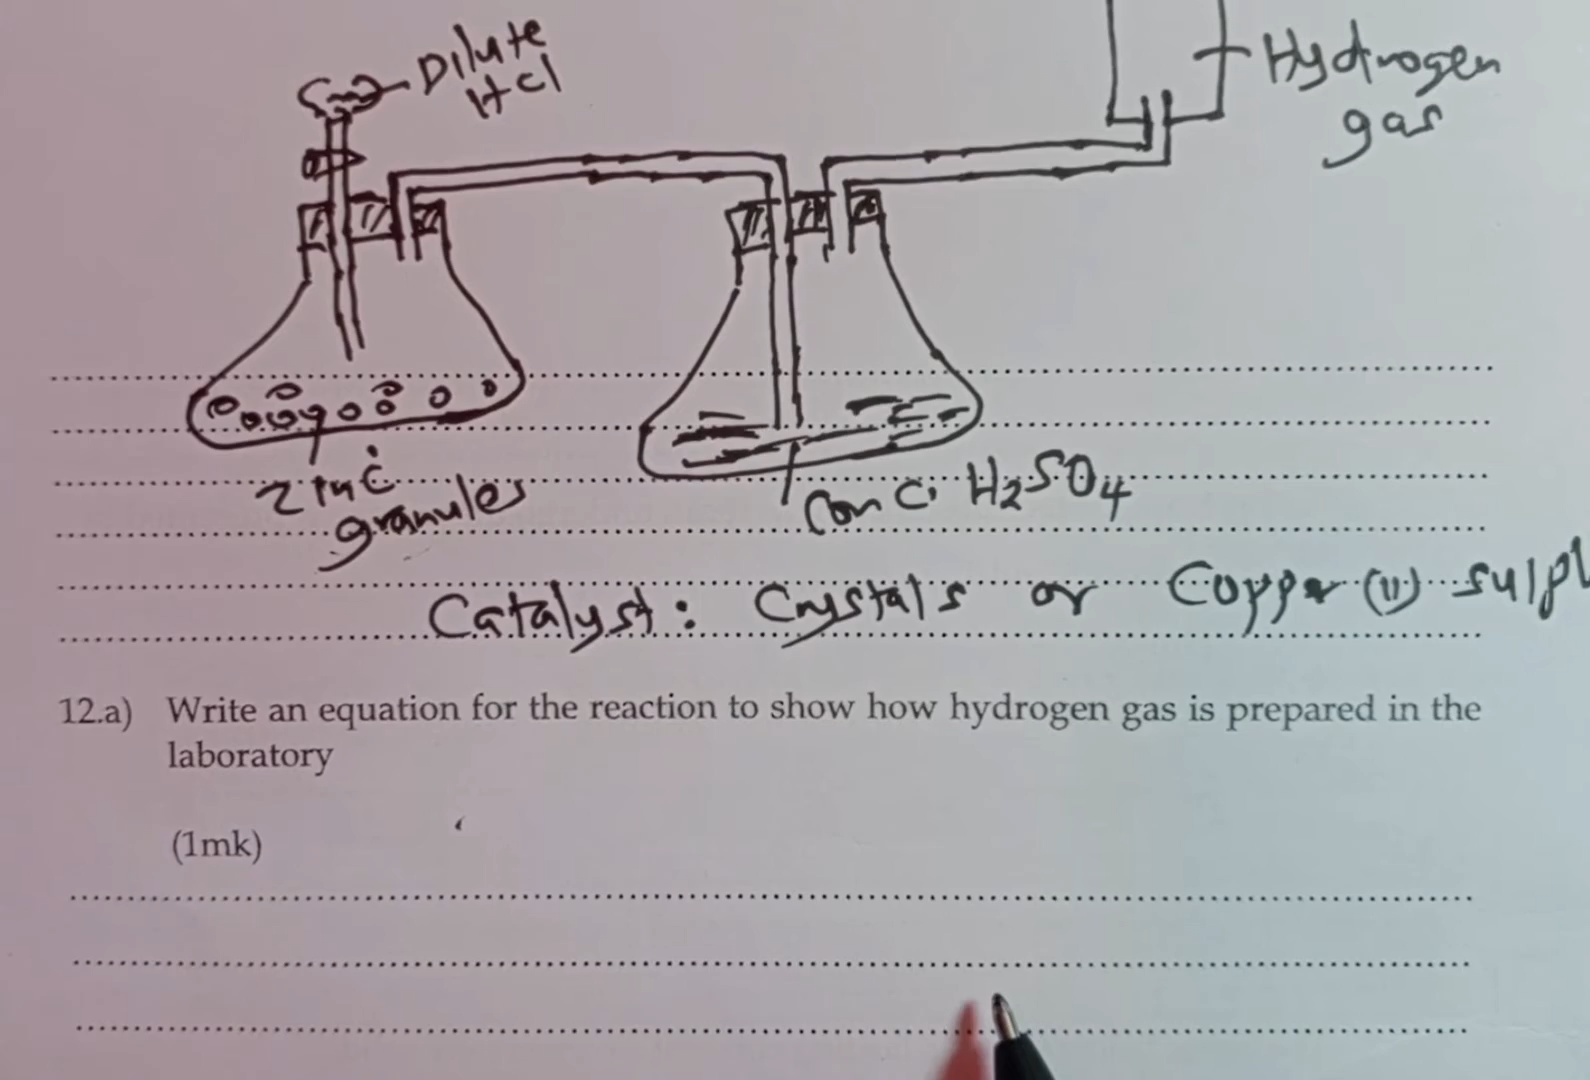 Dilute
HCl
Hydrogen
gas
Zinc
granules
Conc. H2SO4
Catalyst: Crystals or Copper (II)
12.a) Write an equation for the reaction to show how hydrogen gas is prepared in the
laboratory
(1mk)